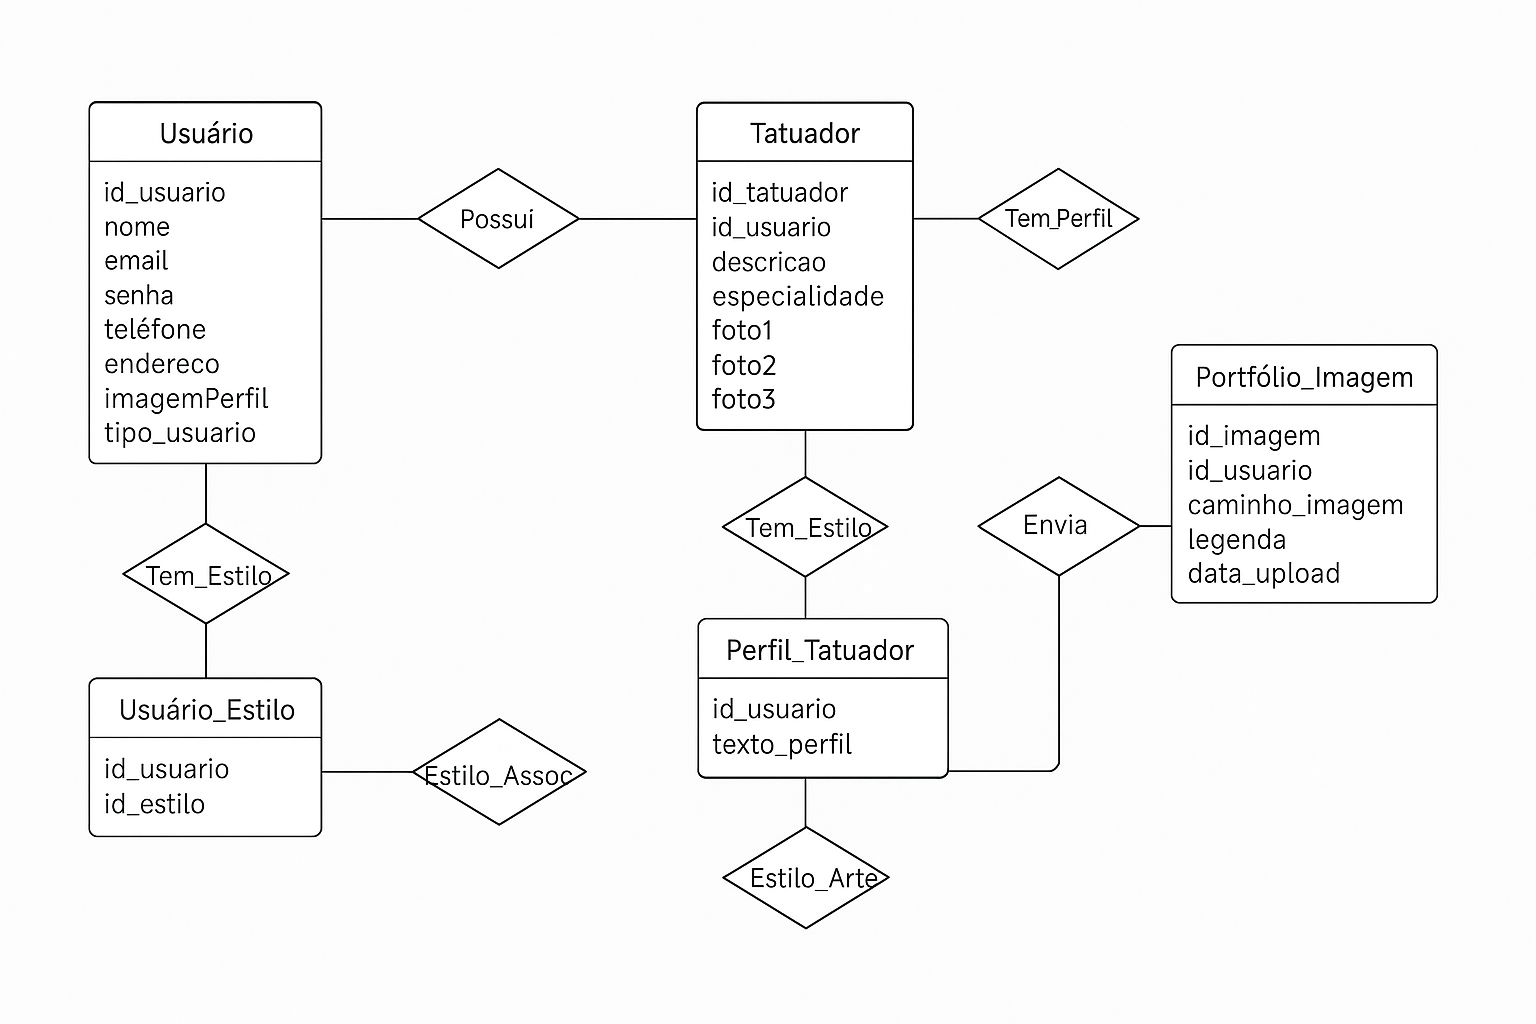 Usuário
id_usuario
nome
email
senha
teléfone
endereco
imagemPerfil
tipo_usuario
Possuí
Tatuador
id_tatuador
id_usuario
descricao
especialidade
foto1
foto2
foto3
Tem_Perfil
Portfólio_Imagem
id_imagem
id_usuario
caminho_imagem
legenda
data_upload
Tem_Estilo
Envia
Tem_Estilo
Perfil_Tatuador
id_usuario
texto_perfil
Usuário_Estilo
id_usuario
id_estilo
Estilo_Assoc
Estilo_Arte